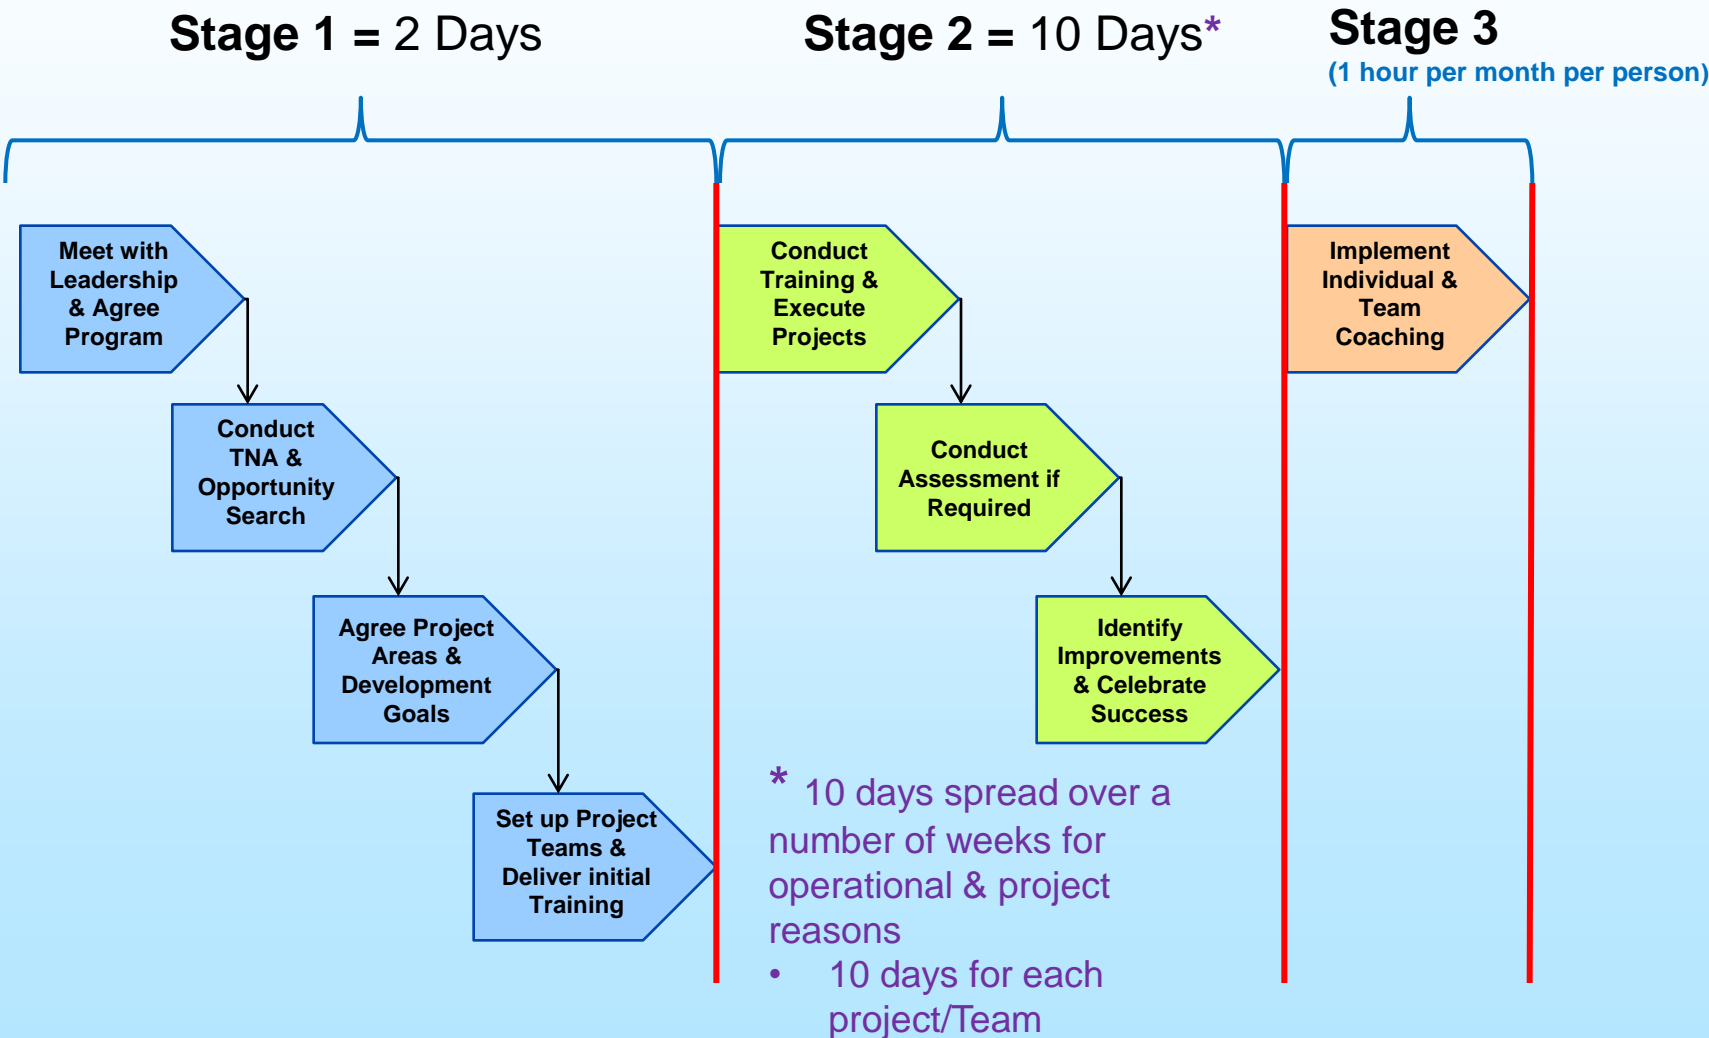 Stage 1 = 2 Days
Stage 2 = 10 Days*
Stage 3
(1 hour per month per person)
Meet with
Leadership
& Agree
Program
Conduct
TNA &
Opportunity
Search
Agree Project
Areas &
Development
Goals
Set up Project
Teams &
Deliver initial
Training
Conduct
Training &
Execute
Projects
Conduct
Assessment if
Required
Identify
Improvements
& Celebrate
Success
Implement
Individual &
Team
Coaching
* 10 days spread over a
number of weeks for
operational & project
reasons
• 10 days for each
project/Team